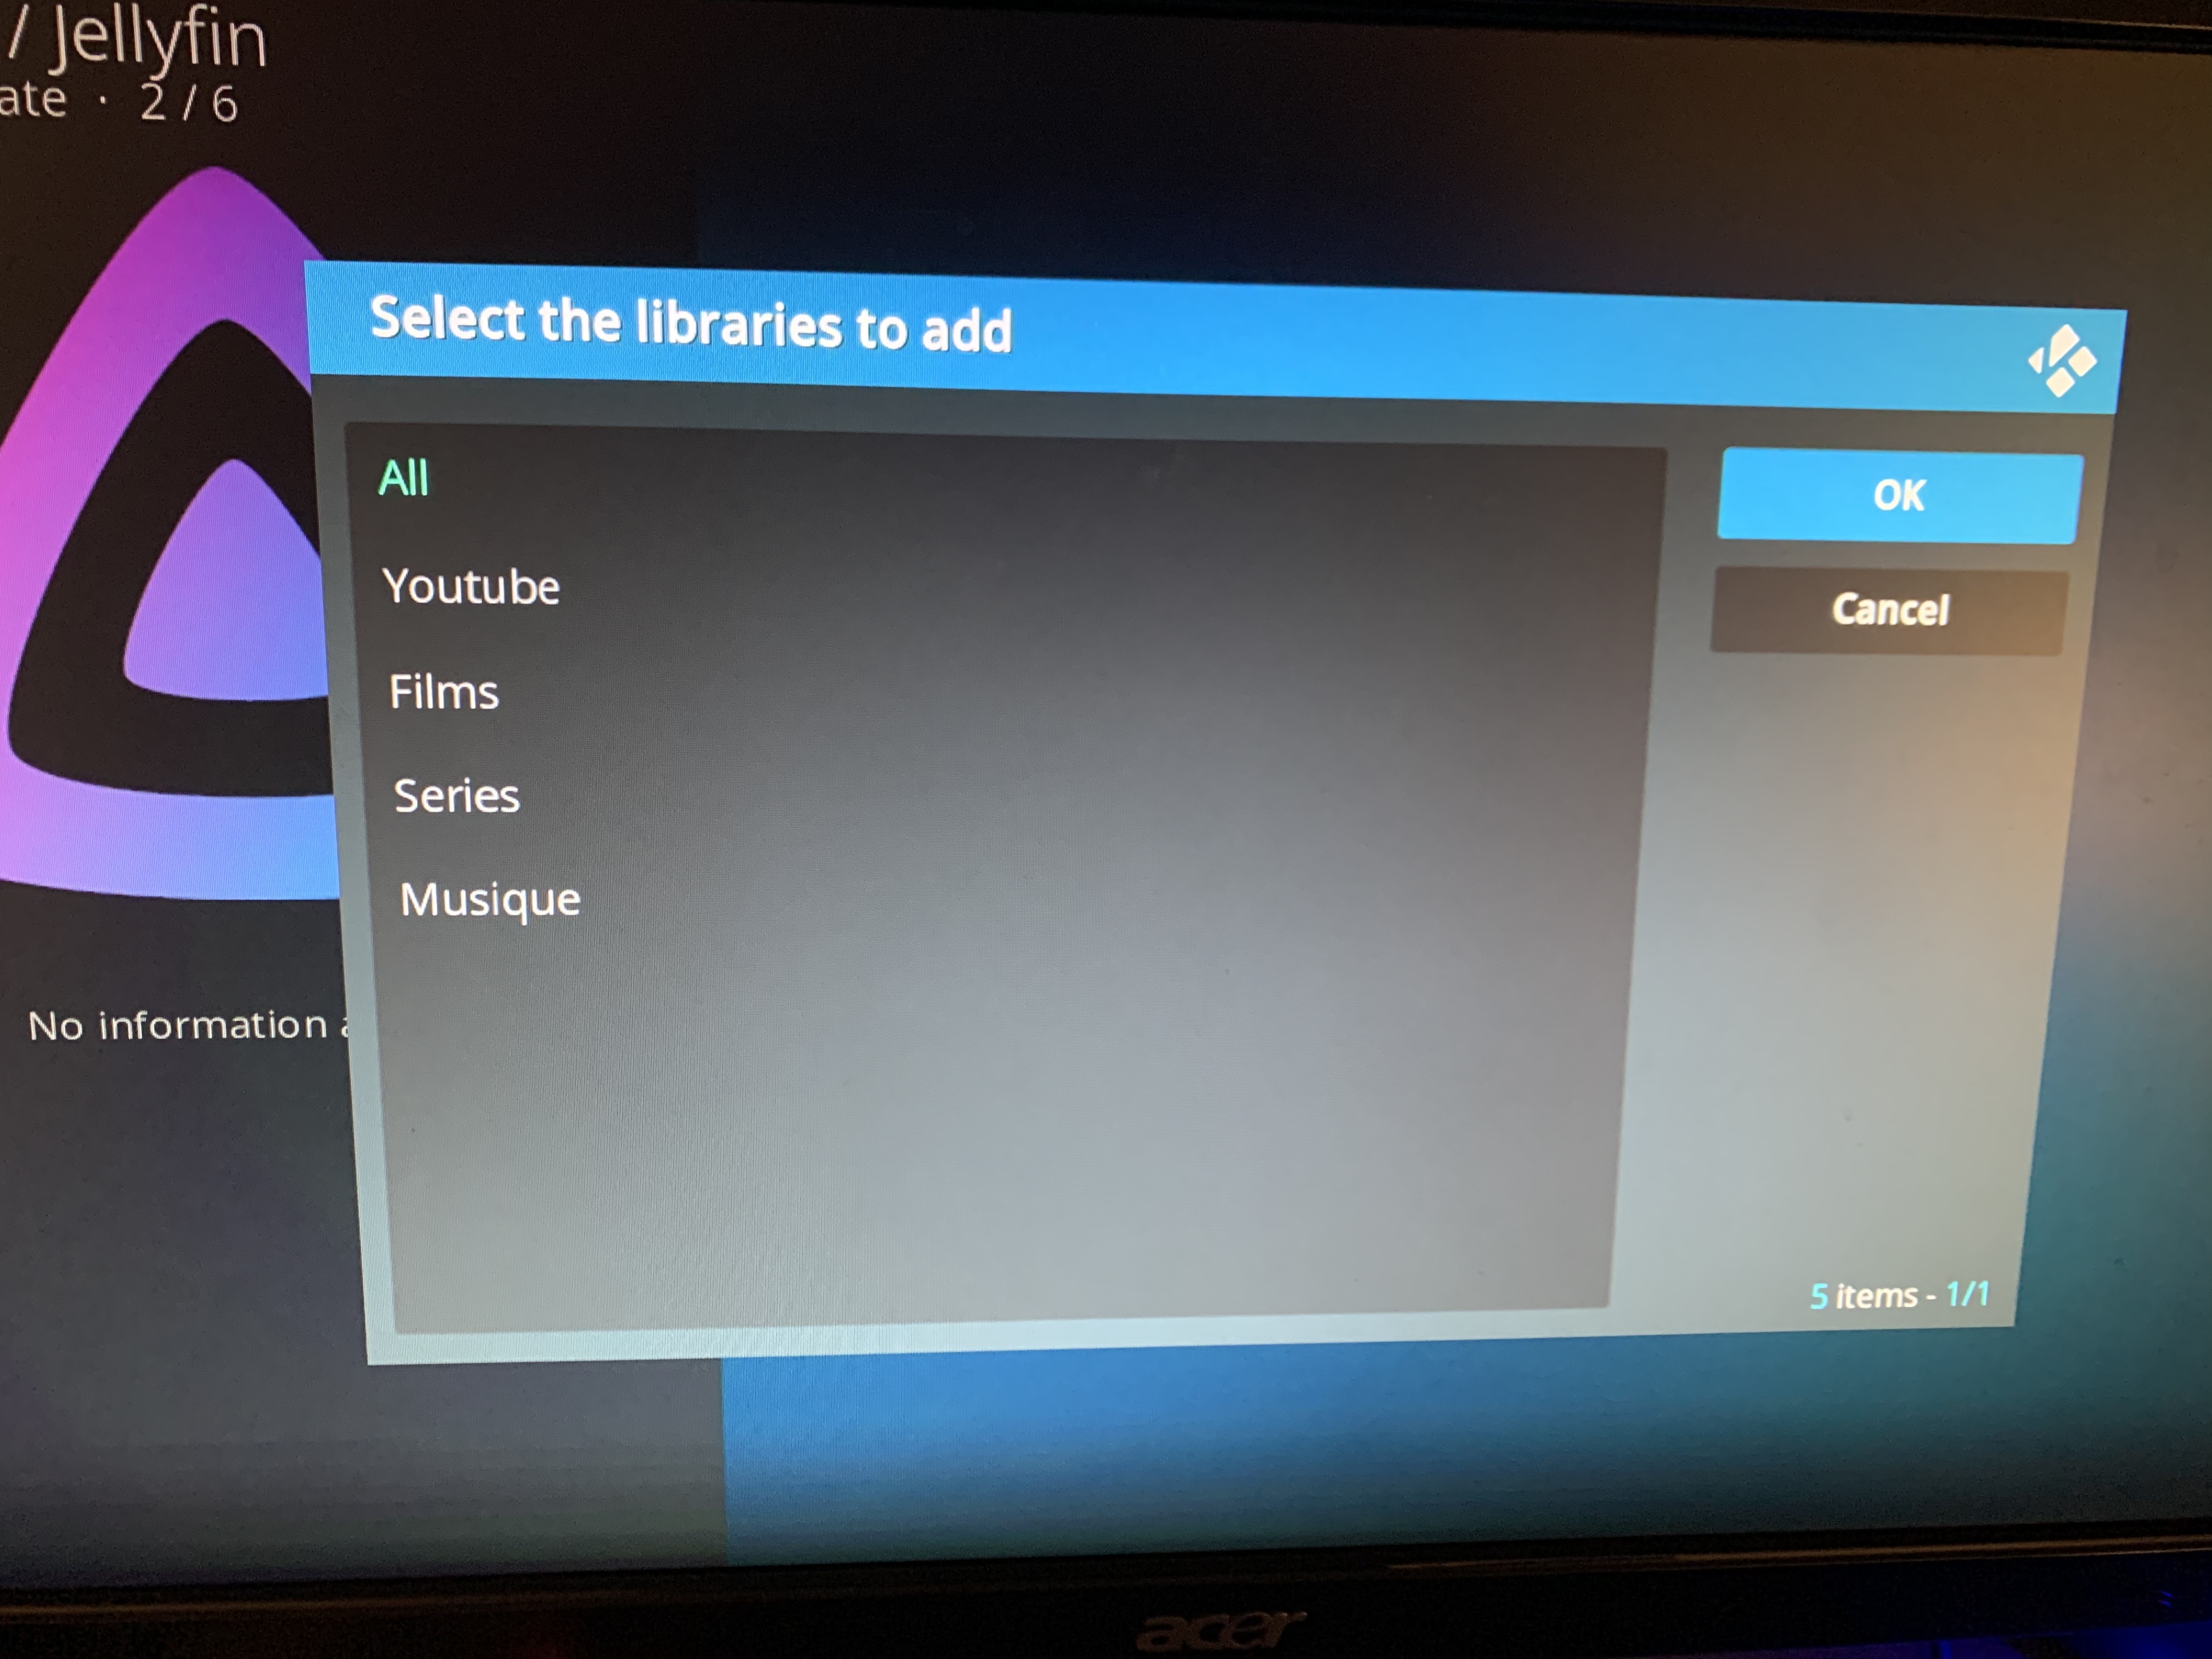 / Jellyfin
ate · 2 / 6
Select the libraries to add
All
Youtube
Films
Series
Musique
OK
Cancel
No information a
5 items - 1/1
acer